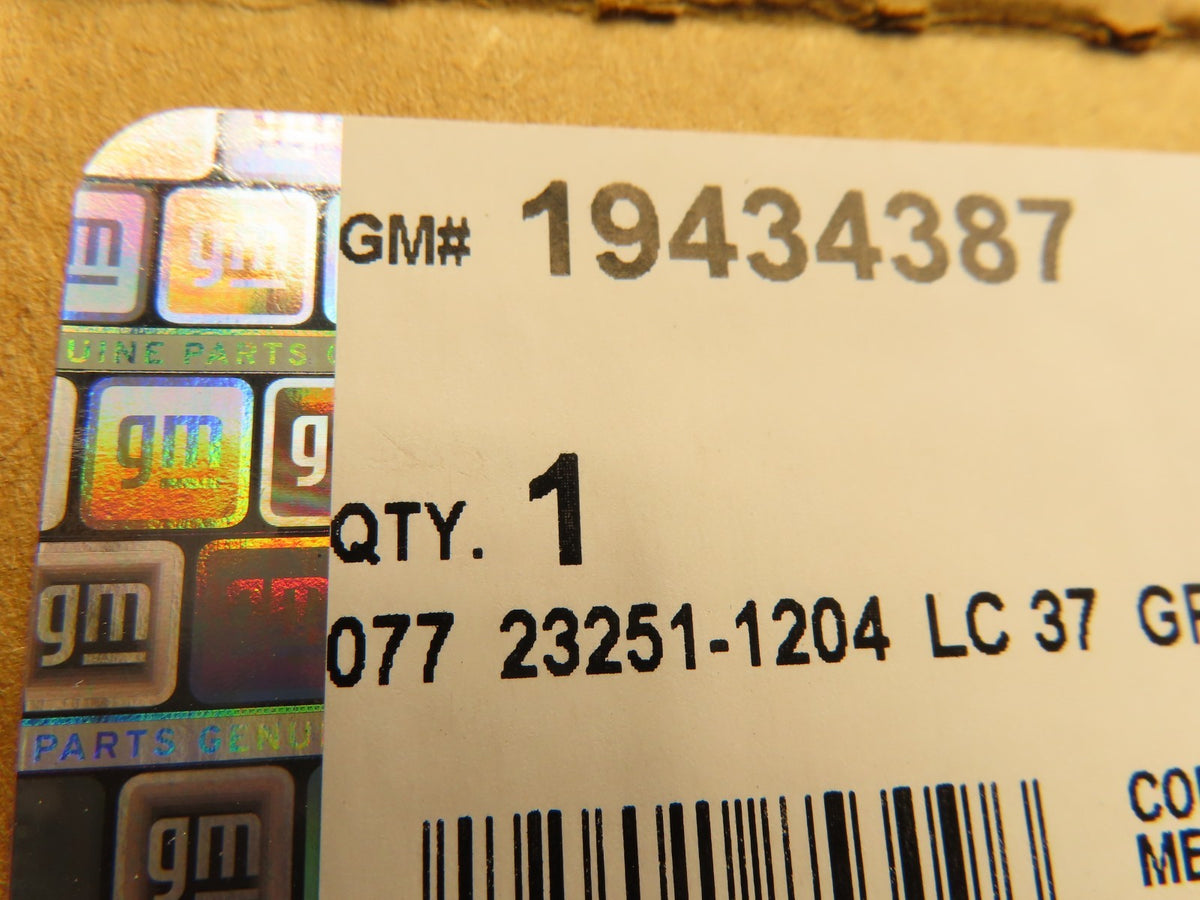 GM# 19434387
QTY. 1
077 23251-1204 LC 37
gm gm
UINE PARTS
gm g
gm gm
PARTS GENU
gm